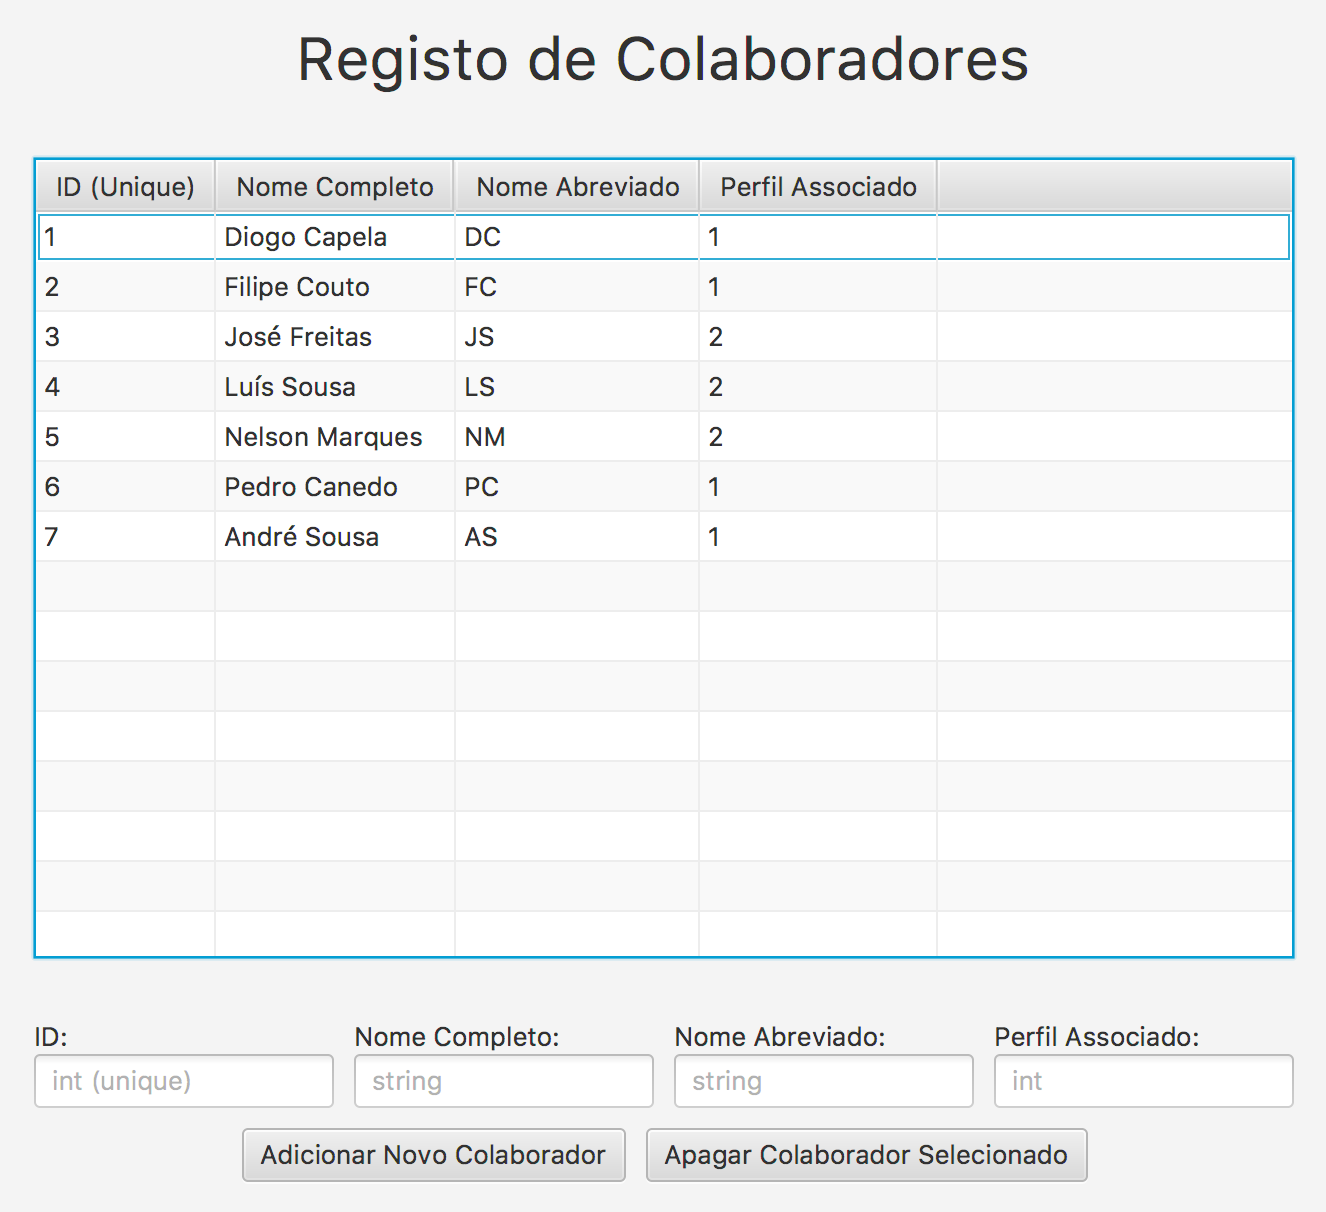 Registo de Colaboradores
ID (Unique) Nome Completo Nome Abreviado Perfil Associado
1 Diogo Capela DC 1
2 Filipe Couto FC 1
3 José Freitas JS 2
4 Luís Sousa LS 2
5 Nelson Marques NM 2
6 Pedro Canedo PC 1
7 André Sousa AS 1
ID: Nome Completo: Nome Abreviado: Perfil Associado:
int (unique) string string int
Adicionar Novo Colaborador Apagar Colaborador Selecionado